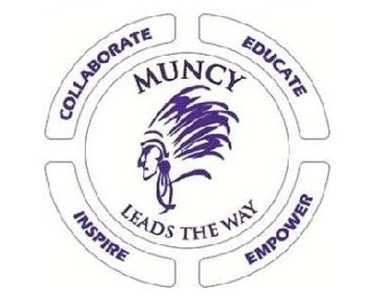 COLLABORATE
EDUCATE
MUNCY
LEADS THE WAY
INSPIRE
EMPOWER